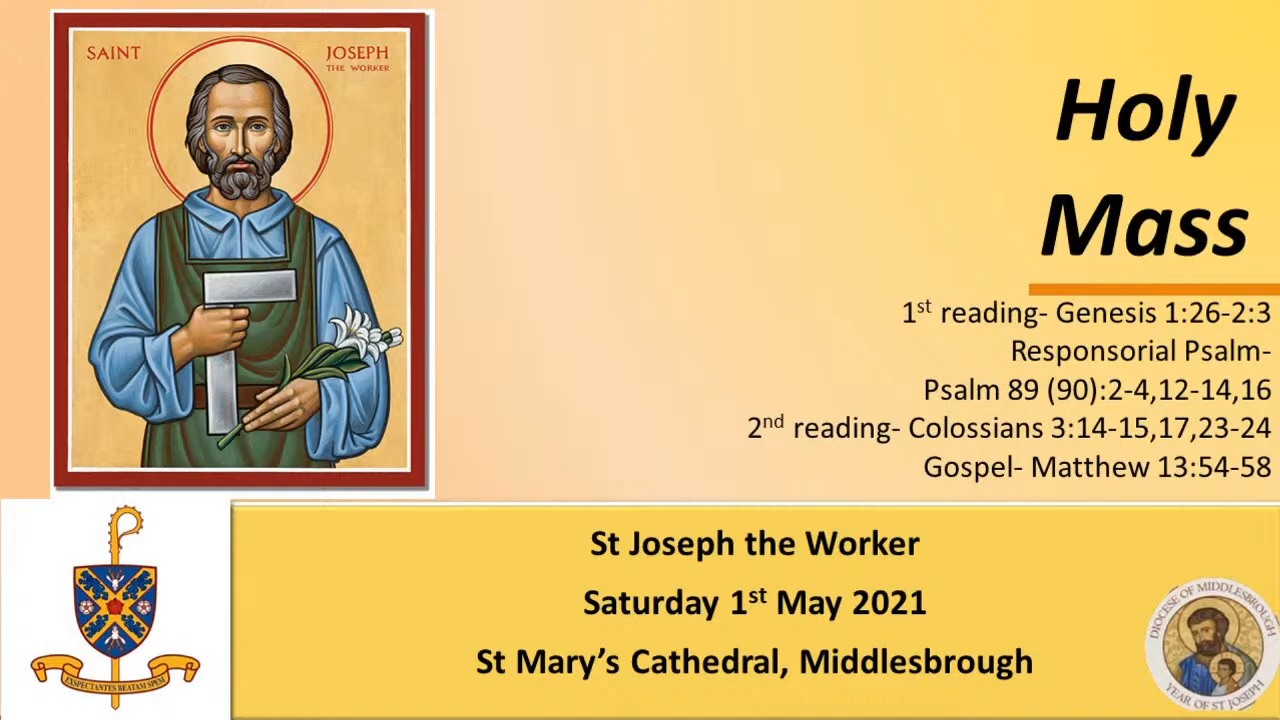 SAINT JOSEPH
THE WORKER
Holy
Mass
1st reading- Genesis 1:26-2:3
Responsorial Psalm-
Psalm 89 (90):2-4,12-14,16
2nd reading- Colossians 3:14-15,17,23-24
Gospel- Matthew 13:54-58
St Joseph the Worker
Saturday 1st May 2021
St Mary's Cathedral, Middlesbrough
EXPECTANTES BEATAM SPEM
DIOCESE OF MIDDLESBROUGH
YEAR OF ST JOSEPH